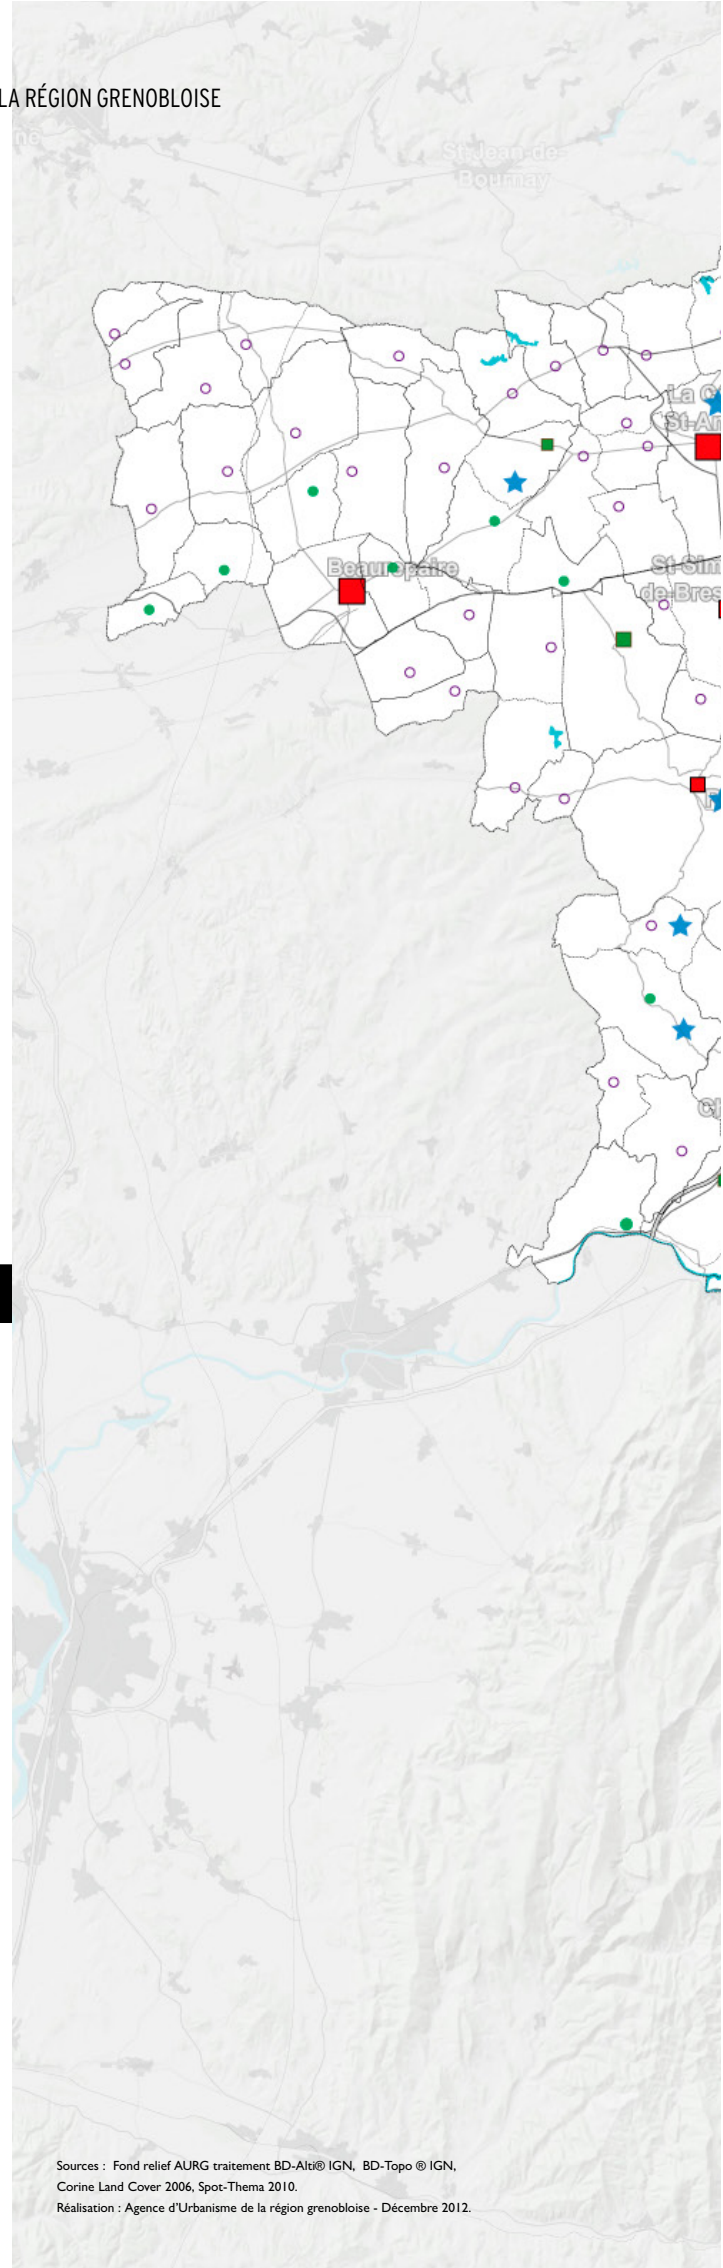 LA RÉGION GRENOBLOISE
St-Jean-de-
Bournay
La
Beaurepaire
Sources : Fond relief AURG traitement BD-Alti® IGN, BD-Topo ® IGN,
Corine Land Cover 2006, Spot-Thema 2010.
Réalisation : Agence d'Urbanisme de la région grenobloise - Décembre 2012.